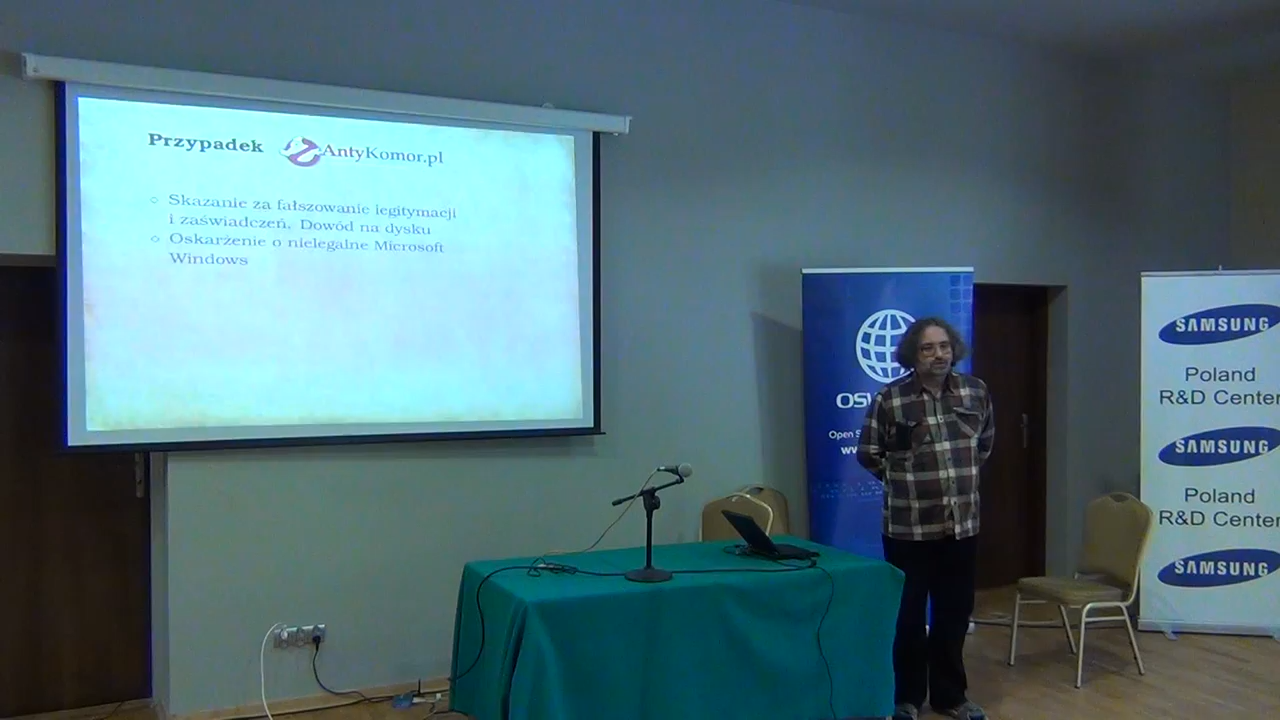 Przypadek AntyKomor.pl
Skazanie za fałszowanie legitymacji
i zaświadczeń. Dowód na dysku
Oskarżenie o nielegalne Microsoft
Windows
Open
SAMSUNG
Poland
R&D Center
SAMSUNG
Poland
R&D Center
SAMSUNG